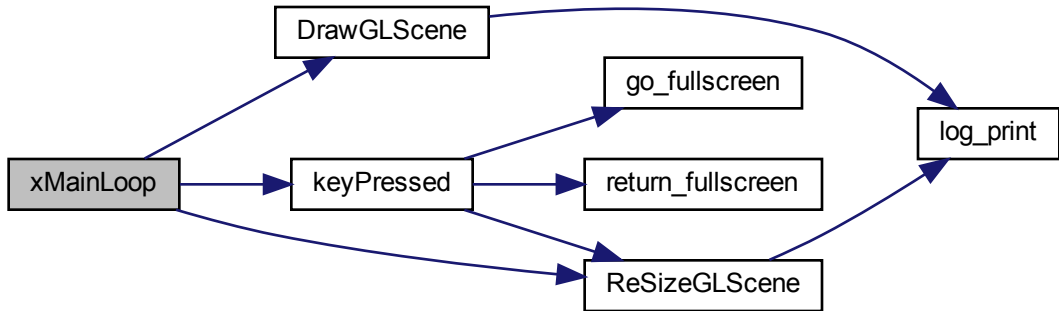 DrawGLScene
go_fullscreen
log_print
xMainLoop
keyPressed
return_fullscreen
ReSizeGLScene